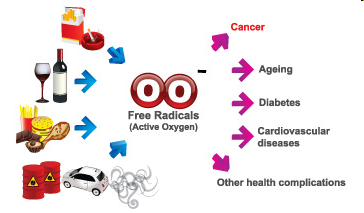 Cancer
Ageing
Free Radicals
(Active Oxygen)
Diabetes
Cardiovascular
diseases
Other health complications